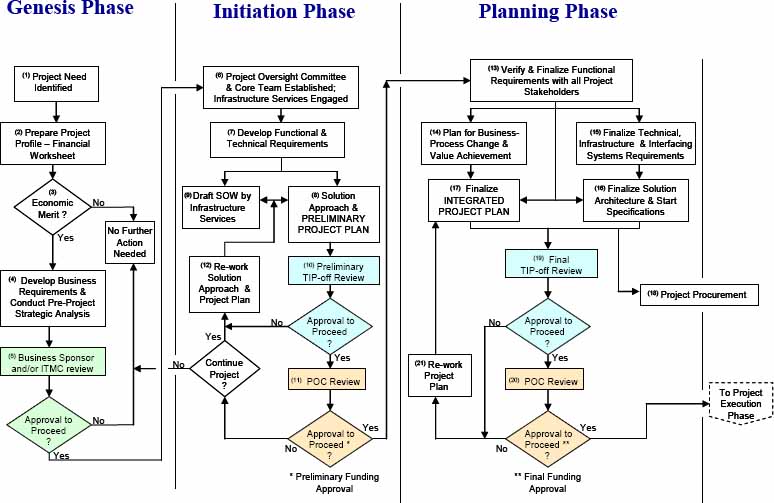 Genesis Phase
Initiation Phase
Planning Phase
(1) Project Need
Identified
(2) Prepare Project
Profile – Financial
Worksheet
(3)
Economic
Merit ?
No
Yes
No Further
Action
Needed
(4) Develop Business
Requirements &
Conduct Pre-Project
Strategic Analysis
(5) Business Sponsor
and/or ITMC review
Approval to
Proceed
?
No
Yes
(6) Project Oversight Committee
& Core Team Established;
Infrastructure Services Engaged
(7) Develop Functional &
Technical Requirements
(9) Draft SOW by
Infrastructure
Services
(8) Solution
Approach &
PRELIMINARY
PROJECT PLAN
(12) Re-work
Solution
Approach &
Project Plan
(10) Preliminary
TIP-off Review
Approval to
Proceed
?
No
Yes
Yes
Continue
Project
?
No
(11) POC Review
Approval to
Proceed *
?
No
Yes
* Preliminary Funding
Approval
(13) Verify & Finalize Functional
Requirements with all Project
Stakeholders
(14) Plan for Business-
Process Change &
Value Achievement
(15) Finalize Technical,
Infrastructure & Interfacing
Systems Requirements
(17) Finalize
INTEGRATED
PROJECT PLAN
(16) Finalize Solution
Architecture & Start
Specifications
(19) Final
TIP-off Review
(18) Project Procurement
Approval to
Proceed
?
No
Yes
(21) Re-work
Project
Plan
(20) POC Review
Approval to
Proceed **
?
No
Yes
To Project
Execution
Phase
** Final Funding
Approval